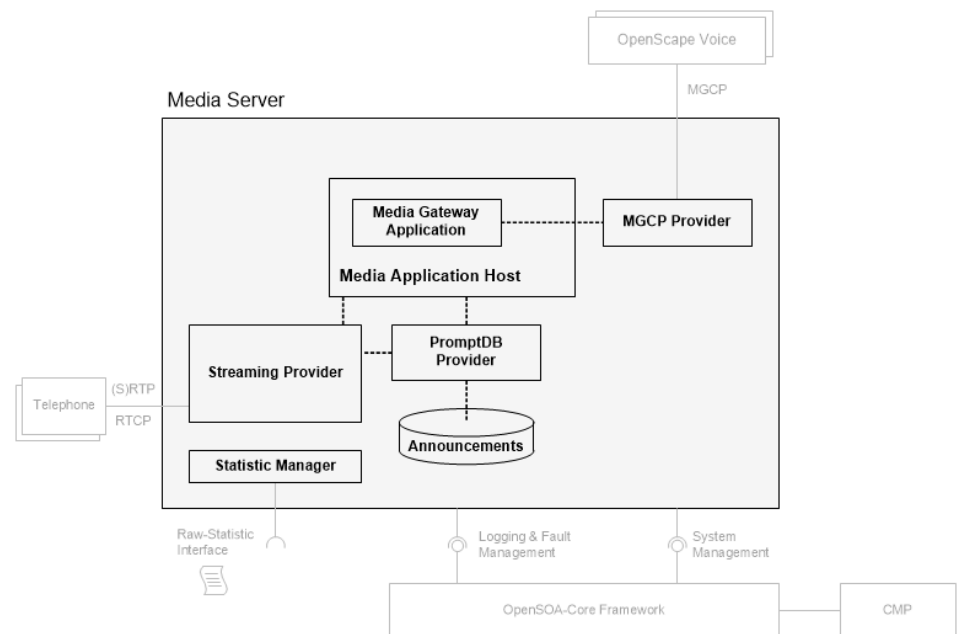 OpenScape Voice
MGCP
Media Server
Media Gateway
Application
MGCP Provider
Media Application Host
Streaming Provider
PromptDB
Provider
(S)RTP
Telephone
RTCP
Announcements
Statistic Manager
Raw-Statistic
Interface
Logging & Fault
Management
System
Management
OpenSOA-Core Framework
CMP